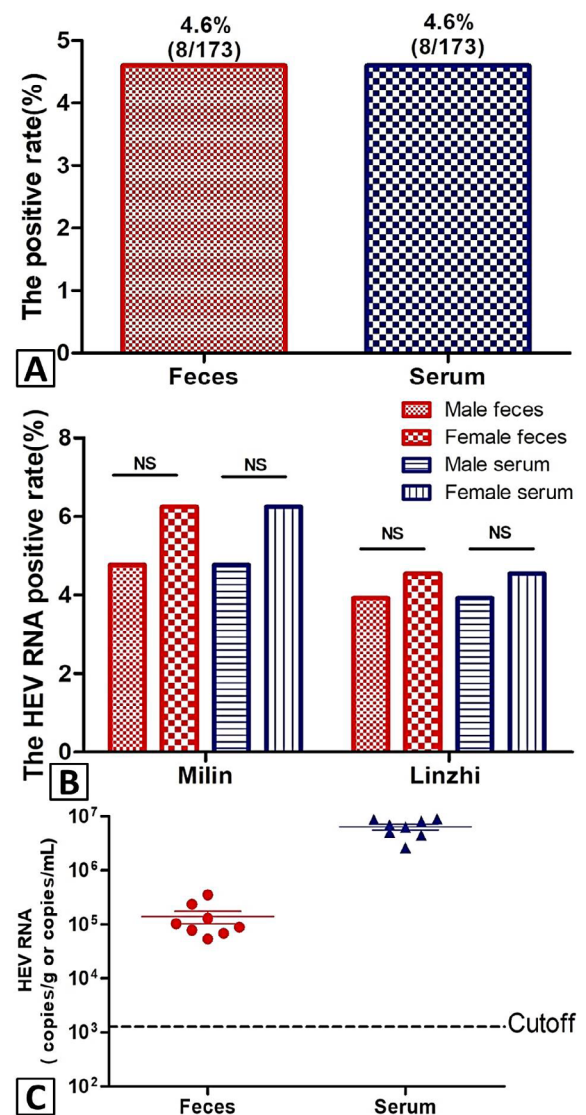 4.6%
(8/173)
4.6%
(8/173)
The positive rate(%)
5
4
3
2
1
0
Feces
Serum
A
Male feces
Female feces
Male serum
Female serum
The HEV RNA positive rate(%)
8
6
4
2
0
NS
NS
NS
NS
Milin
Linzhi
B
HEV RNA
( copies/g or copies/mL)
10⁷
10⁶
10⁵
10⁴
10³
10²
Cutoff
Feces
Serum
C